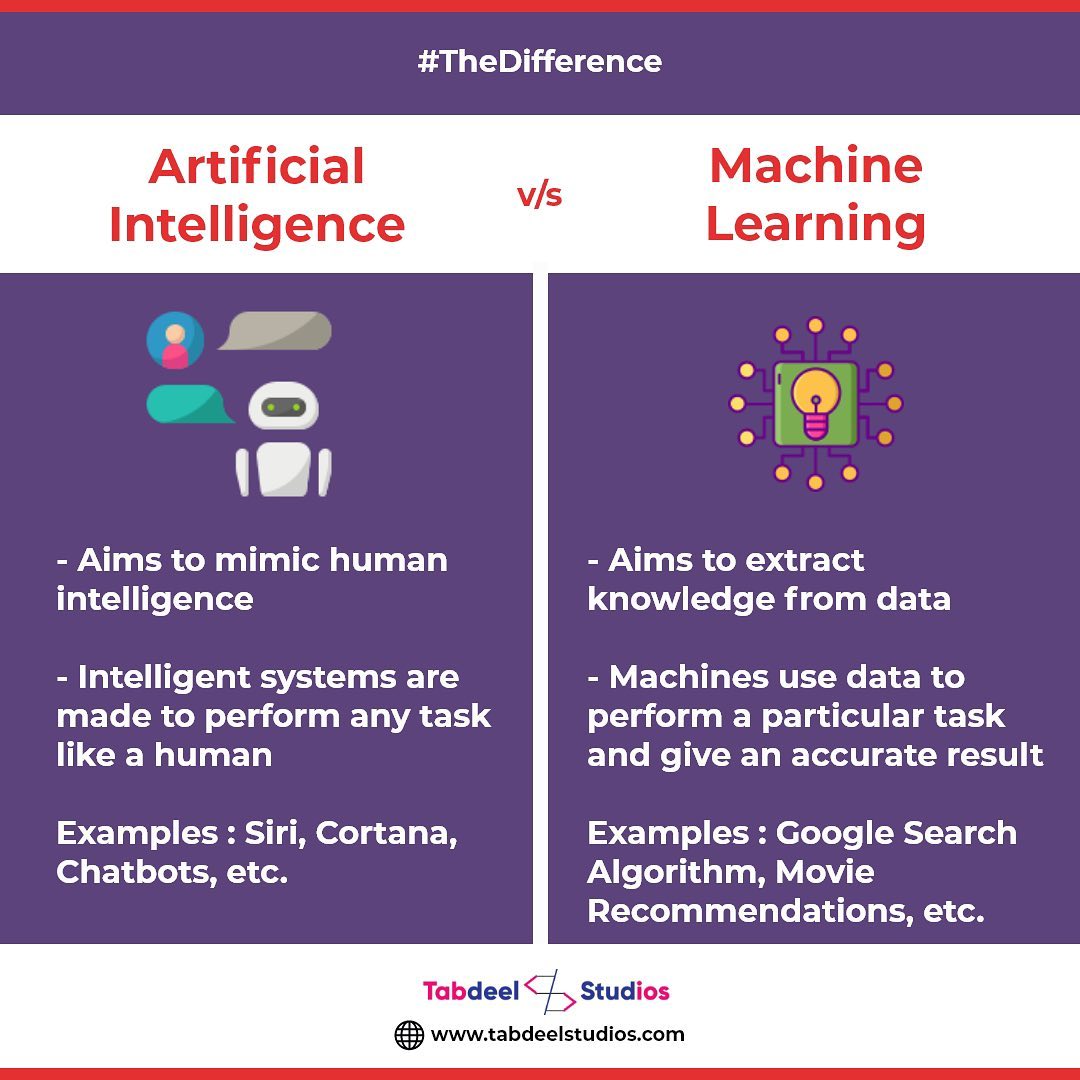 #TheDifference
Artificial
Intelligence
v/s
Machine
Learning
- Aims to mimic human
intelligence
- Intelligent systems are
made to perform any task
like a human
Examples : Siri, Cortana,
Chatbots, etc.
- Aims to extract
knowledge from data
- Machines use data to
perform a particular task
and give an accurate result
Examples : Google Search
Algorithm, Movie
Recommendations, etc.
Tabdeel Studios
www.tabdeelstudios.com